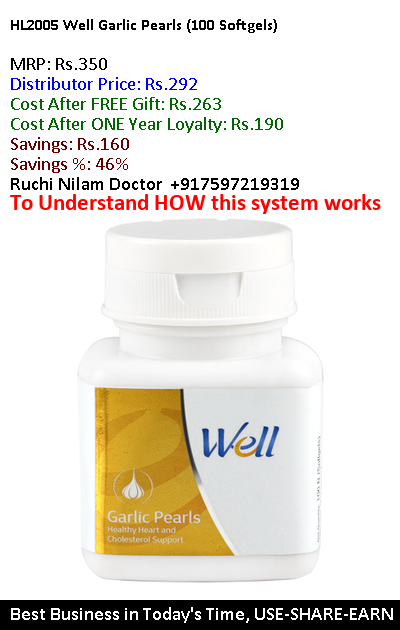 HL2005 Well Garlic Pearls (100 Softgels)
MRP: Rs.350
Distributor Price: Rs.292
Cost After FREE Gift: Rs.263
Cost After ONE Year Loyalty: Rs.190
Savings: Rs.160
Savings %: 46%
Ruchi Nilam Doctor +917597219319
To Understand HOW this system works
Well
Garlic Pearls
Healthy Heart and
Cholesterol Support
Best Business in Today's Time, USE-SHARE-EARN